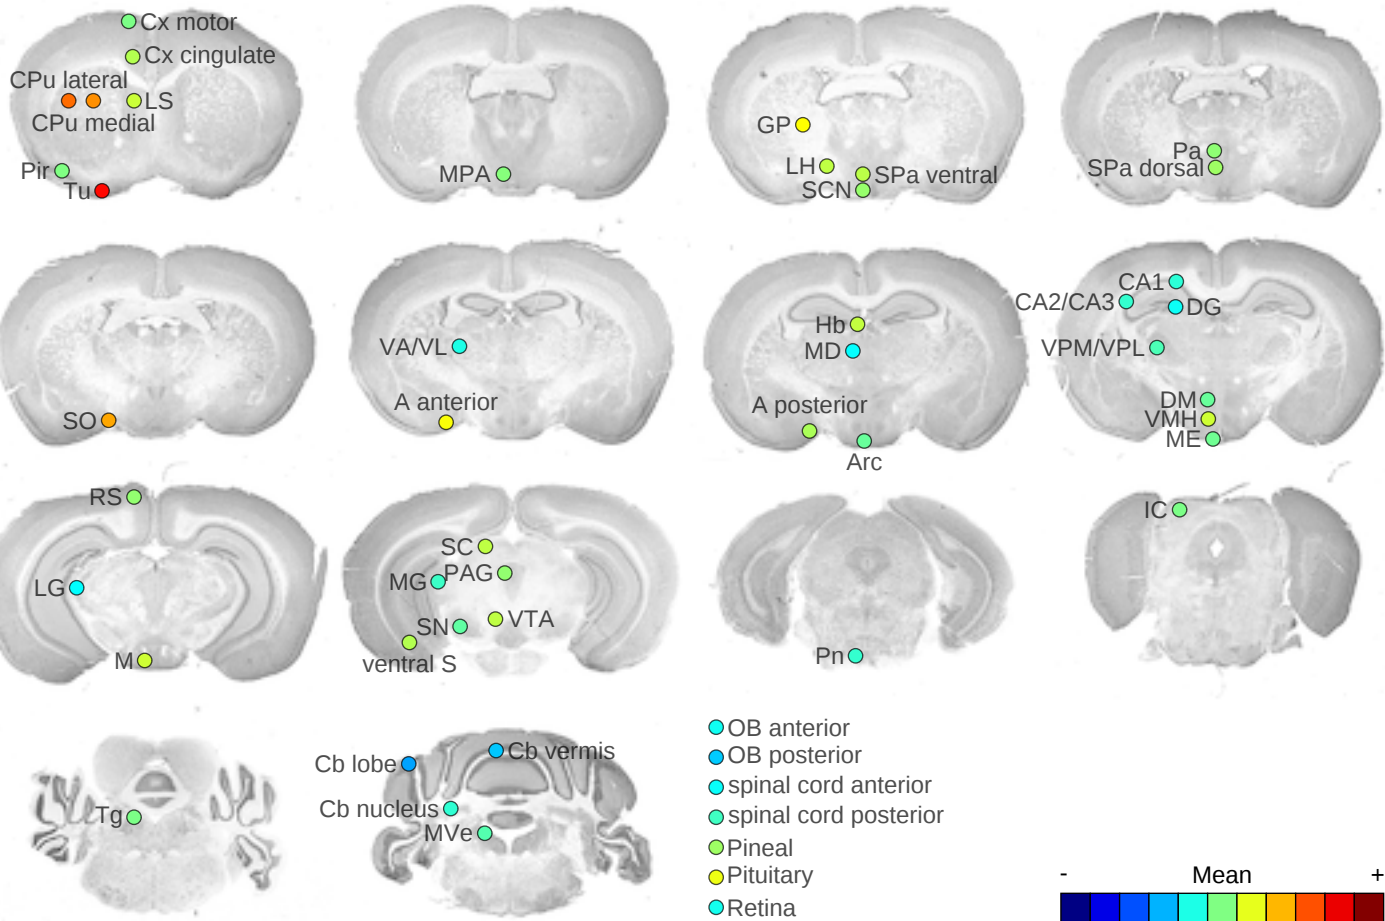 Cx motor
Cx cingulate
CPu lateral
LS
CPu medial
Pir
Tu
MPA
GP
LH
SPa ventral
SCN
Pa
SPa dorsal
SO
VA/VL
A anterior
Hb
MD
A posterior
Arc
CA1
CA2/CA3
DG
VPM/VPL
DM
VMH
ME
RS
LG
M
SC
MG
PAG
SN
VTA
ventral S
Pn
IC
Tg
Cb lobe
Cb vermis
Cb nucleus
MVe
OB anterior
OB posterior
spinal cord anterior
spinal cord posterior
Pineal
Pituitary
Retina
- Mean +